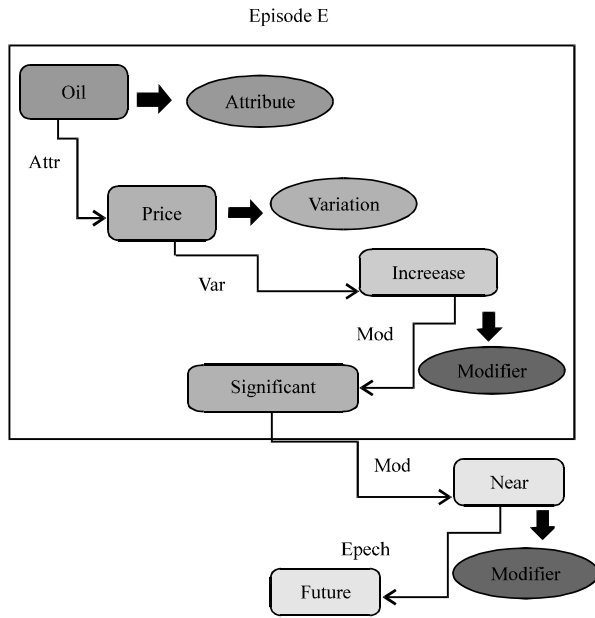 Episode E
Oil
Attribute
Attr
Price
Variation
Var
Increease
Mod
Modifier
Significant
Mod
Near
Epech
Modifier
Future